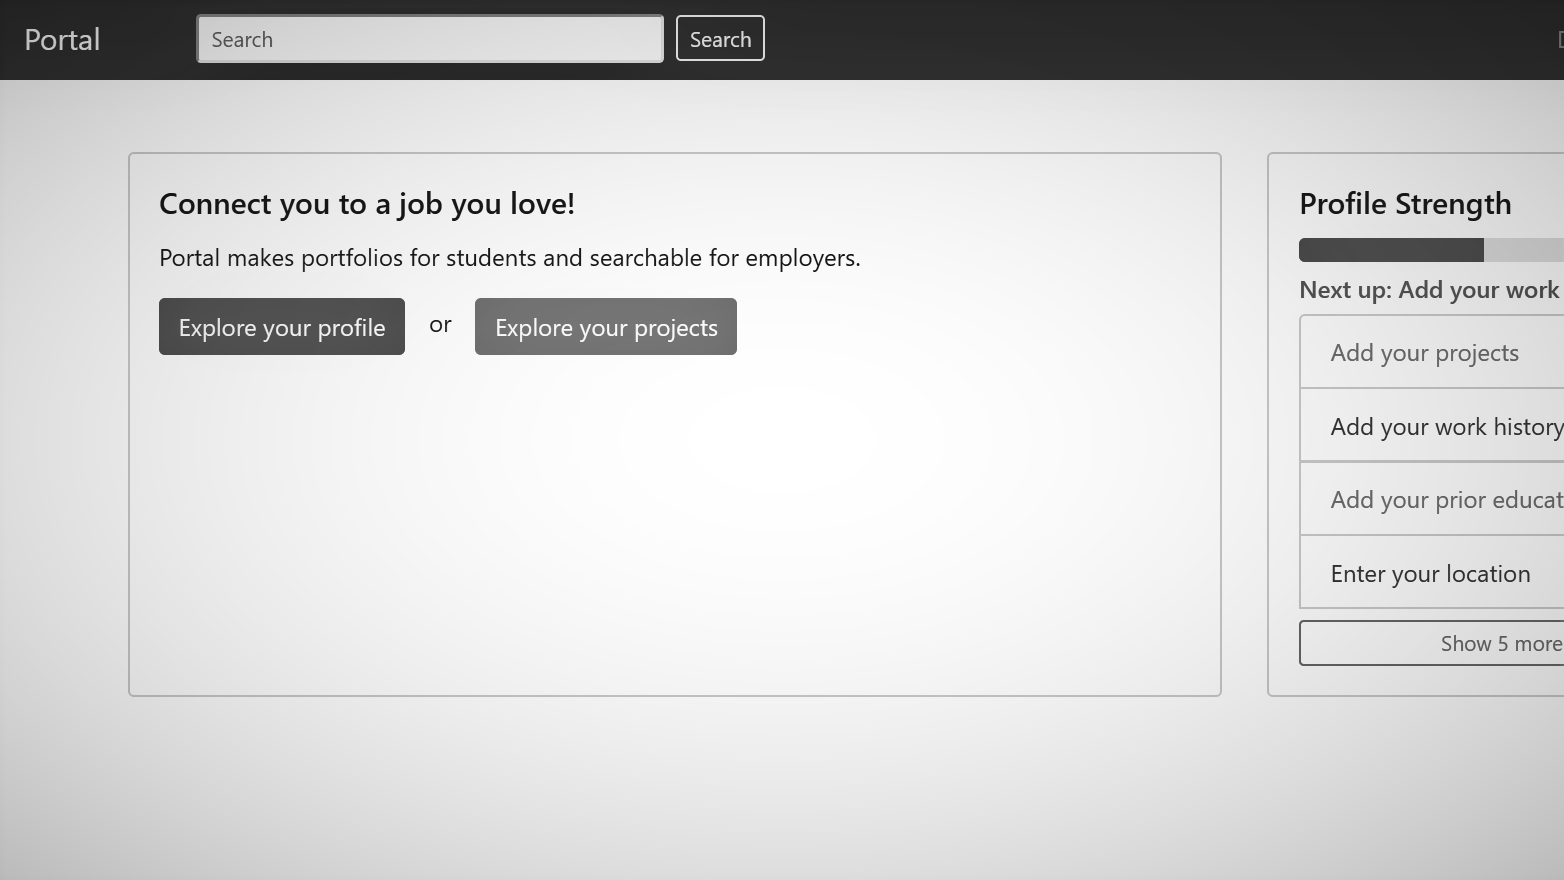 Portal
Search
Search
Connect you to a job you love!
Portal makes portfolios for students and searchable for employers.
Explore your profile or Explore your projects
Profile Strength
Next up: Add your work
Add your projects
Add your work history
Add your prior educat
Enter your location
Show 5 more